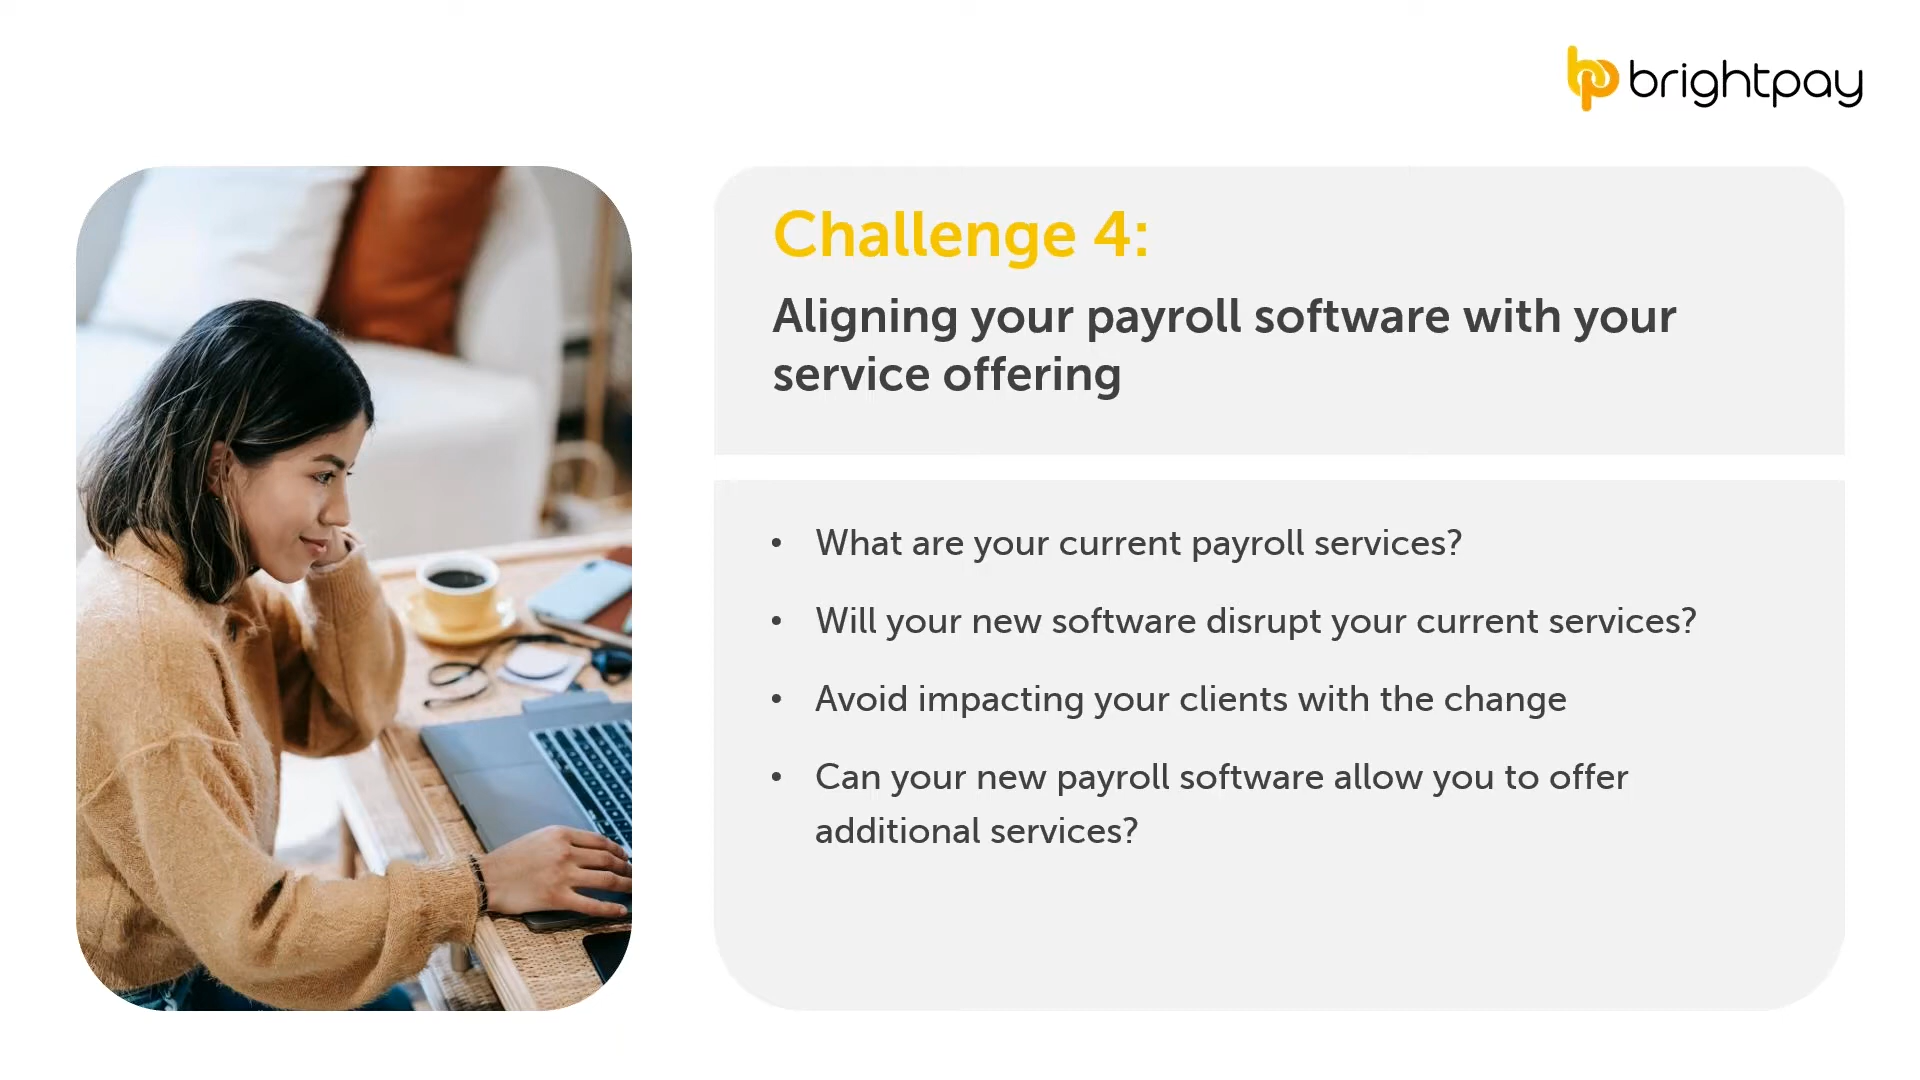 brightpay
Challenge 4:
Aligning your payroll software with your
service offering
• What are your current payroll services?
• Will your new software disrupt your current services?
• Avoid impacting your clients with the change
• Can your new payroll software allow you to offer
additional services?